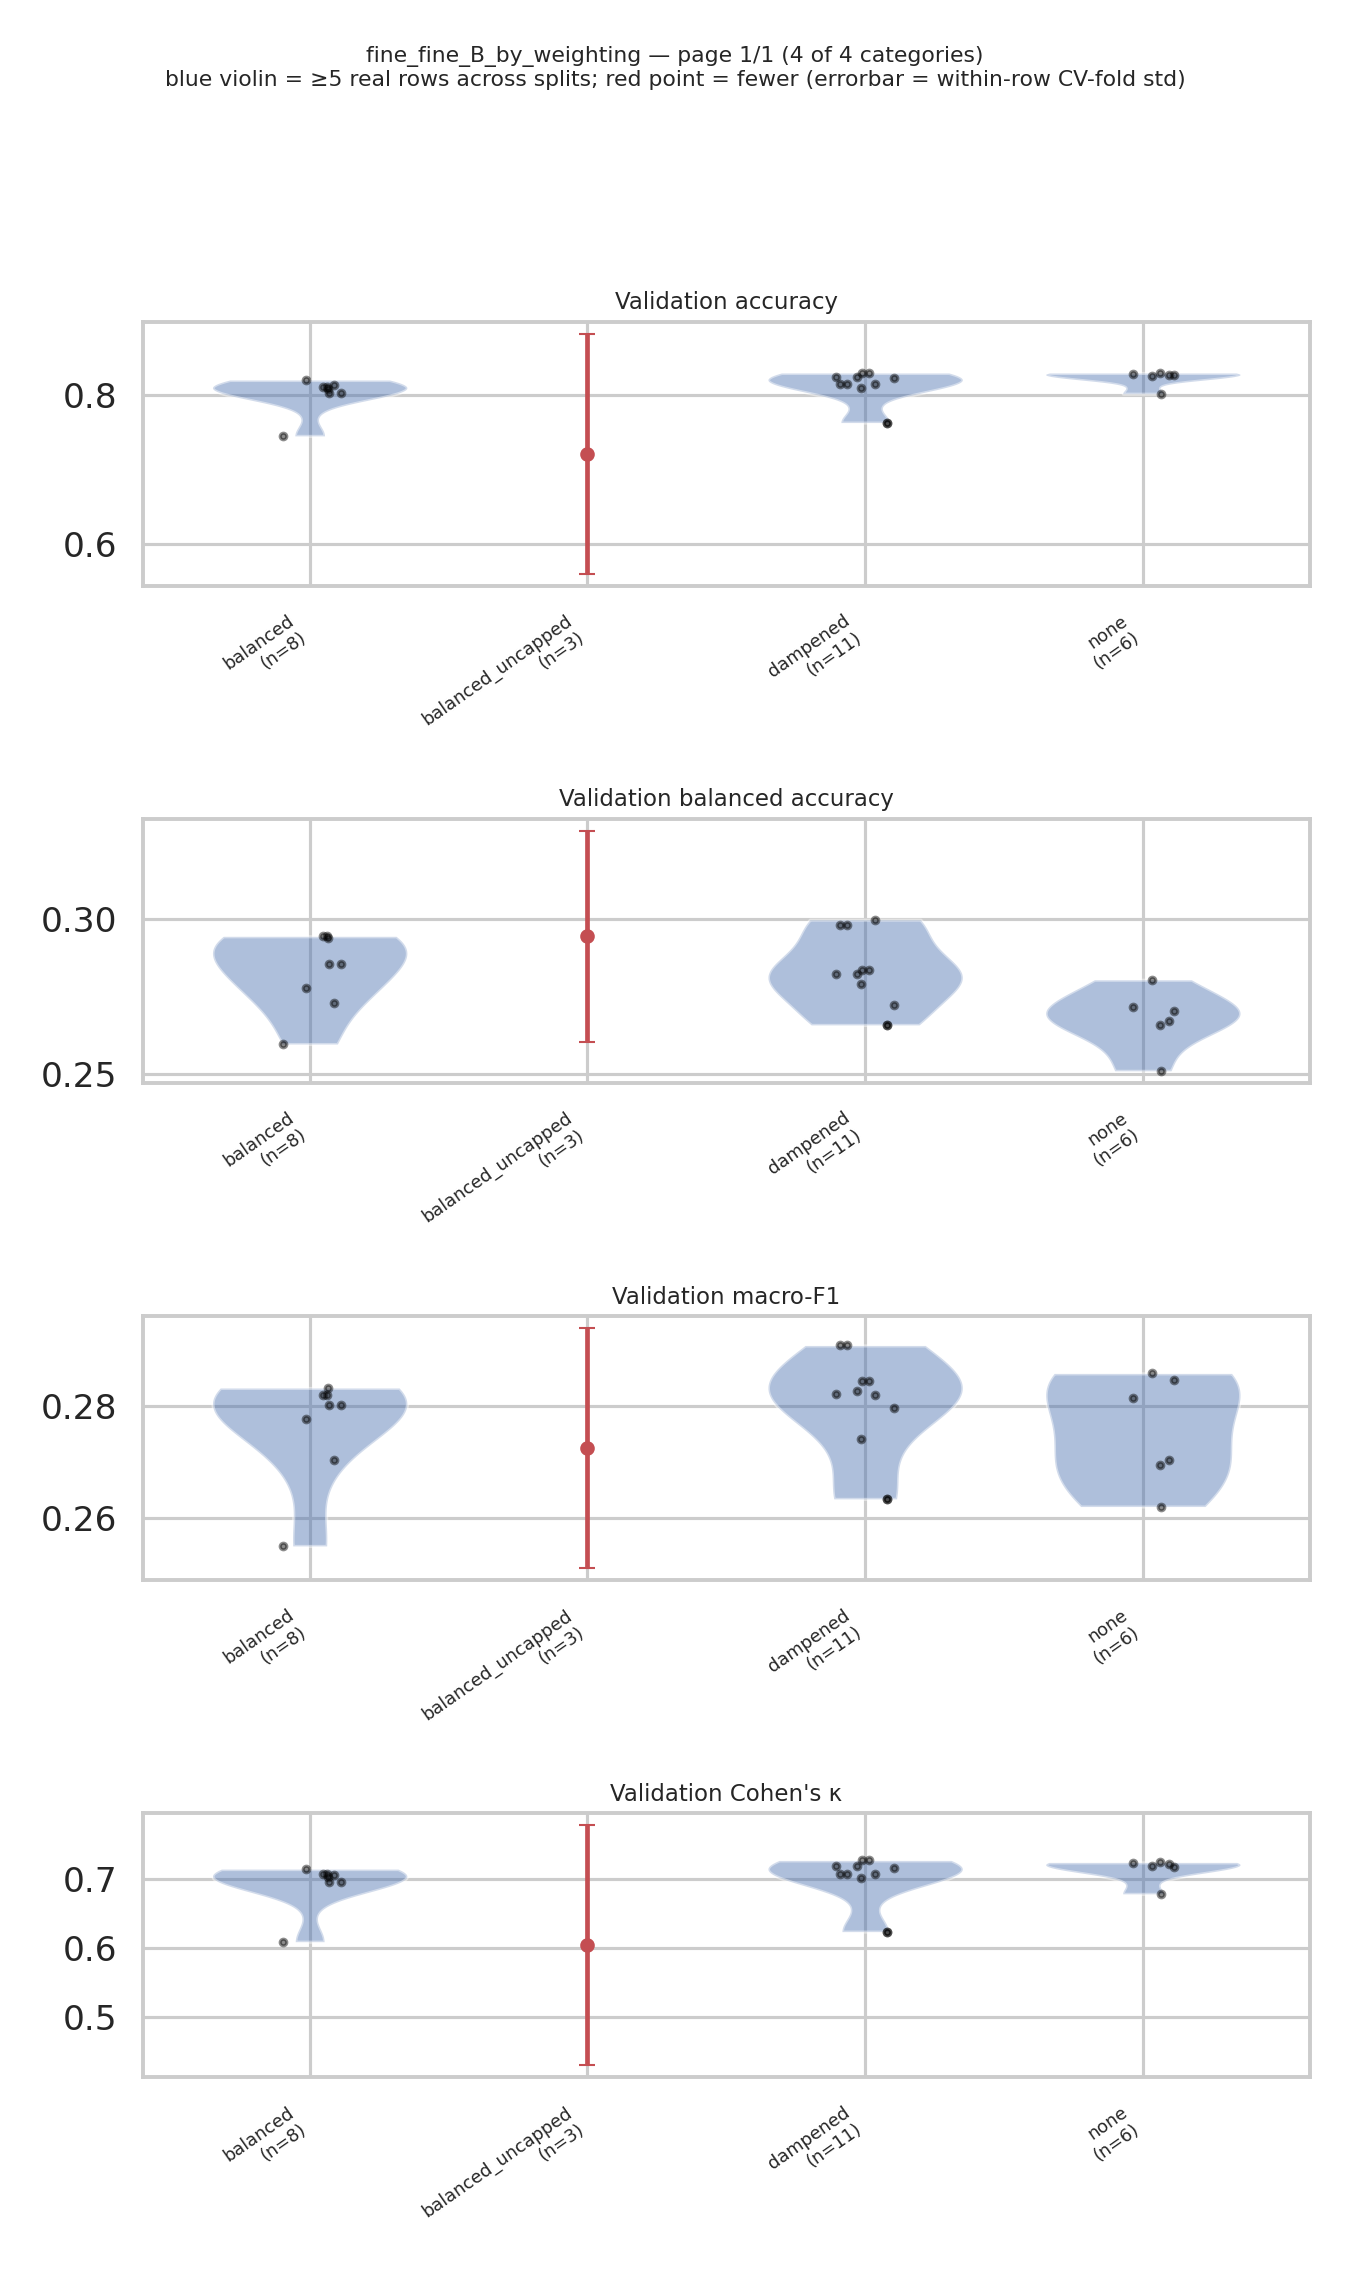 fine_fine_B_by_weighting — page 1/1 (4 of 4 categories)
blue violin = ≥5 real rows across splits; red point = fewer (errorbar = within-row CV-fold std)
Validation accuracy
0.8
0.6
balanced
(n=8)
balanced_uncapped
(n=3)
dampened
(n=11)
none
(n=6)
Validation balanced accuracy
0.30
0.25
balanced
(n=8)
balanced_uncapped
(n=3)
dampened
(n=11)
none
(n=6)
Validation macro-F1
0.28
0.26
balanced
(n=8)
balanced_uncapped
(n=3)
dampened
(n=11)
none
(n=6)
Validation Cohen's κ
0.7
0.6
0.5
balanced
(n=8)
balanced_uncapped
(n=3)
dampened
(n=11)
none
(n=6)